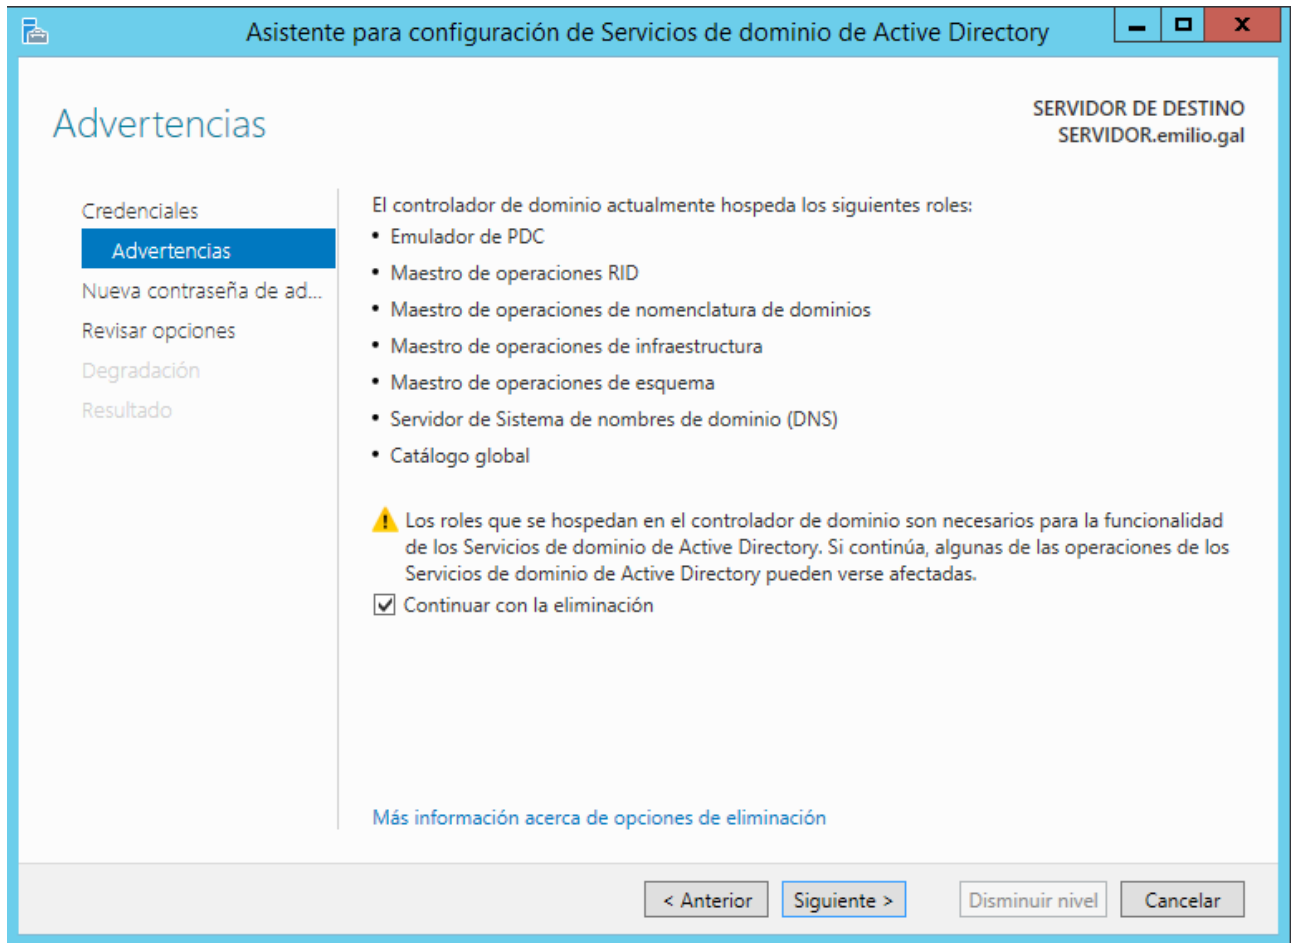 Asistente para configuración de Servicios de dominio de Active Directory
Advertencias
SERVIDOR DE DESTINO
SERVIDOR.emilio.gal
Credenciales
Advertencias
Nueva contraseña de ad...
Revisar opciones
Degradación
Resultado
El controlador de dominio actualmente hospeda los siguientes roles:
• Emulador de PDC
• Maestro de operaciones RID
• Maestro de operaciones de nomenclatura de dominios
• Maestro de operaciones de infraestructura
• Maestro de operaciones de esquema
• Servidor de Sistema de nombres de dominio (DNS)
• Catálogo global
Los roles que se hospedan en el controlador de dominio son necesarios para la funcionalidad
de los Servicios de dominio de Active Directory. Si continúa, algunas de las operaciones de los
Servicios de dominio de Active Directory pueden verse afectadas.
Continuar con la eliminación
Más información acerca de opciones de eliminación
< Anterior
Siguiente >
Disminuir nivel
Cancelar